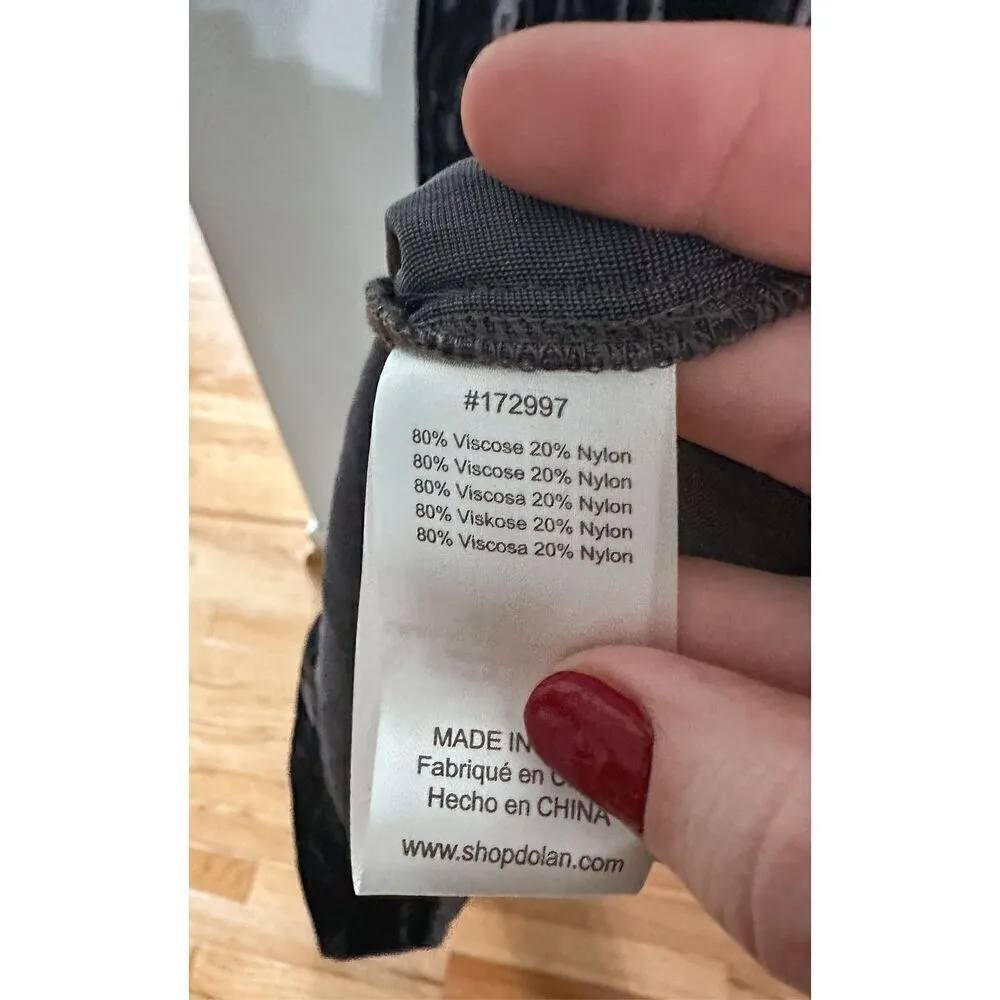 #172997
80% Viscose 20% Nylon
80% Viscose 20% Nylon
80% Viscosa 20% Nylon
80% Viskose 20% Nylon
80% Viscosa 20% Nylon
MADE IN
Fabriqué en
Hecho en CHINA
www.shopdolan.com